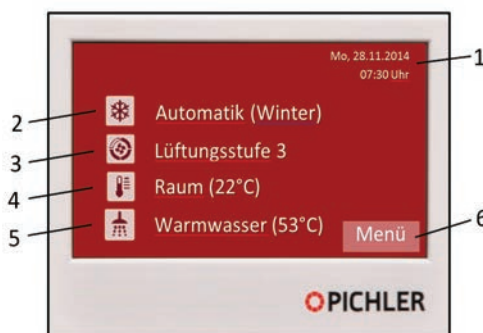 Mo, 28.11.2014
07:30 Uhr
1
2
Automatik (Winter)
3
Lüftungsstufe 3
4
Raum (22°C)
5
Warmwasser (53°C)
Menü
6
PICHLER